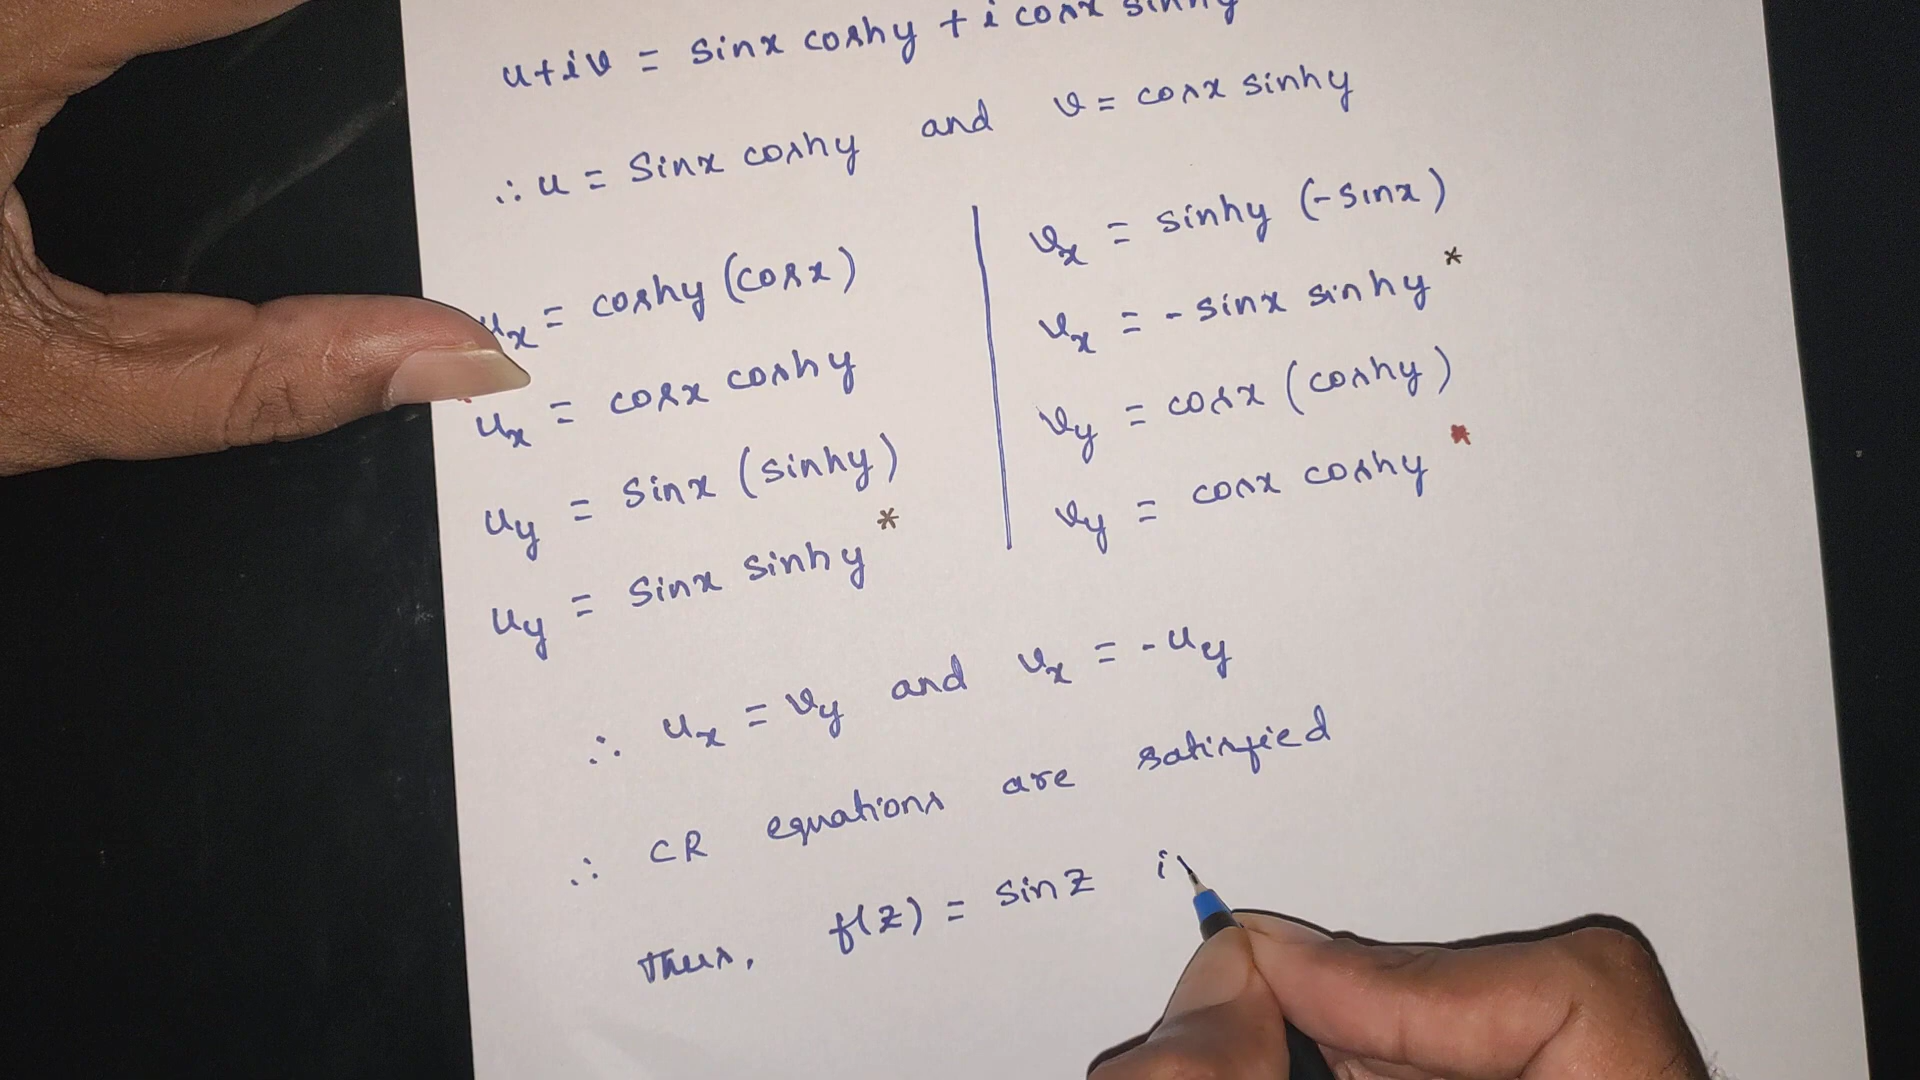 u+iv = sinx coshy + i cosx sinhy
∴ u = Sinx coshy and v = cosx sinhy
ux = coshy (cosx)
ux = cosx coshy
uy = sinx (sinhy)
uy = sinx sinhy *
vx = sinhy (-sinx)
vx = - sinx sinhy *
vy = cosx (coshy)
vy = cosx coshy *
∴ ux = vy and vx = -uy
∴ CR equations are satisfied
Thus, f(z) = sinz i